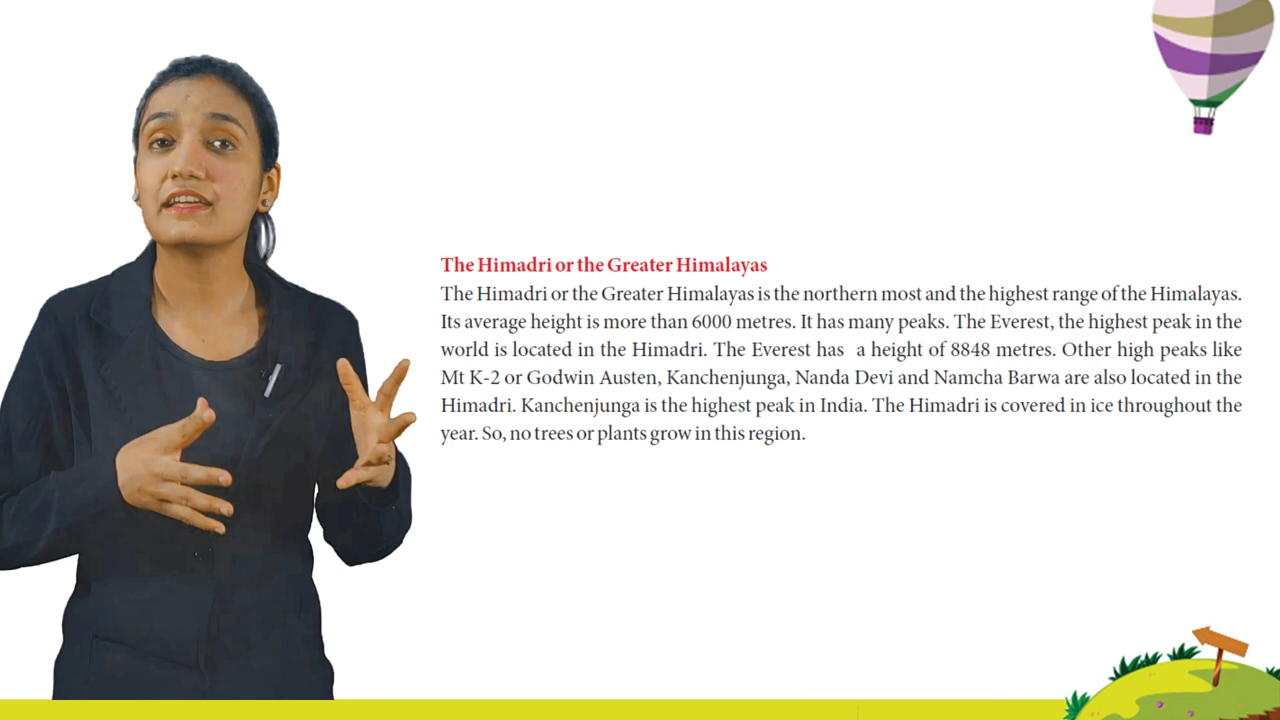 The Himadri or the Greater Himalayas
The Himadri or the Greater Himalayas is the northern most and the highest range of the Himalayas.
Its average height is more than 6000 metres. It has many peaks. The Everest, the highest peak in the
world is located in the Himadri. The Everest has a height of 8848 metres. Other high peaks like
Mt K-2 or Godwin Austen, Kanchenjunga, Nanda Devi and Namcha Barwa are also located in the
Himadri. Kanchenjunga is the highest peak in India. The Himadri is covered in ice throughout the
year. So, no trees or plants grow in this region.